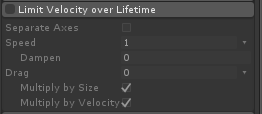 Limit Velocity over Lifetime
Separate Axes
Speed 1
Dampen 0
Drag 0
Multiply by Size
Multiply by Velocity